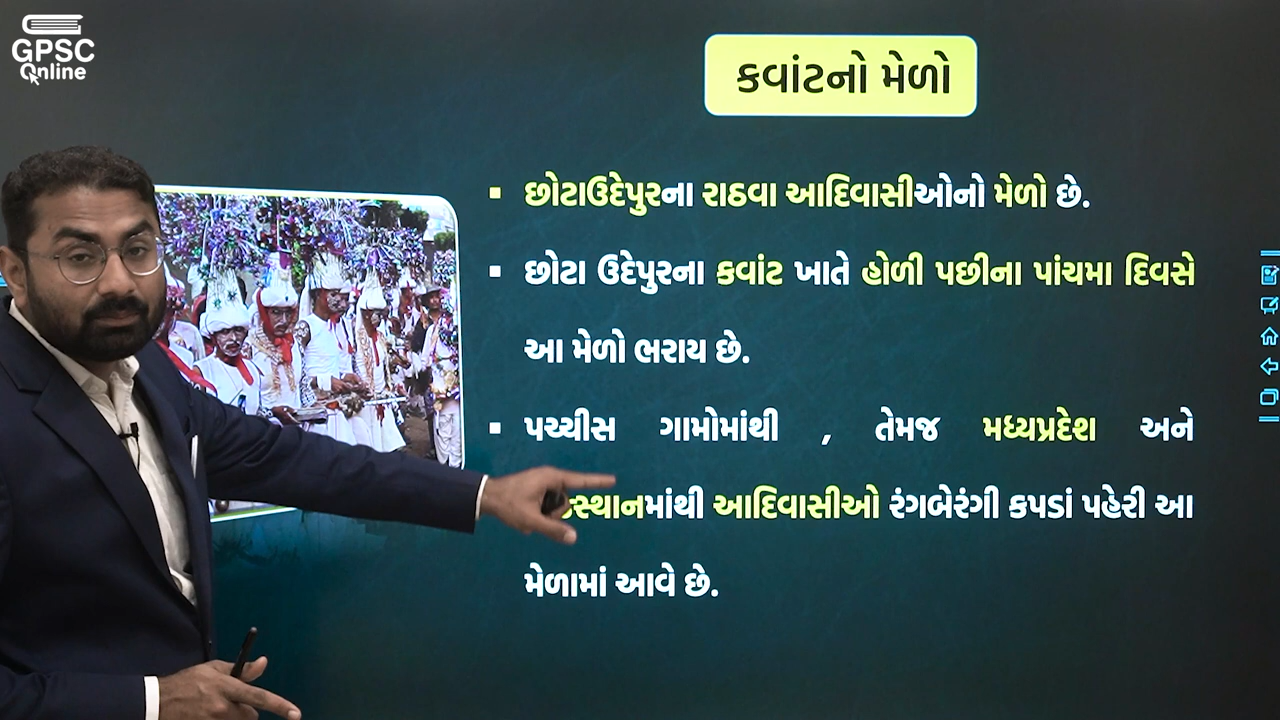 GPSC
Online
કવાંટનો મેળો
▪ છોટાઉદેપુરના રાઠવા આદિવાસીઓનો મેળો છે.
▪ છોટા ઉદેપુરના કવાંટ ખાતે હોળી પછીના પાંચમા દિવસે
આ મેળો ભરાય છે.
▪ પચ્ચીસ ગામોમાંથી , તેમજ મધ્યપ્રદેશ અને
આદિવાસીઓ રંગબેરંગી કપડાં પહેરી આ
મેળામાં આવે છે.